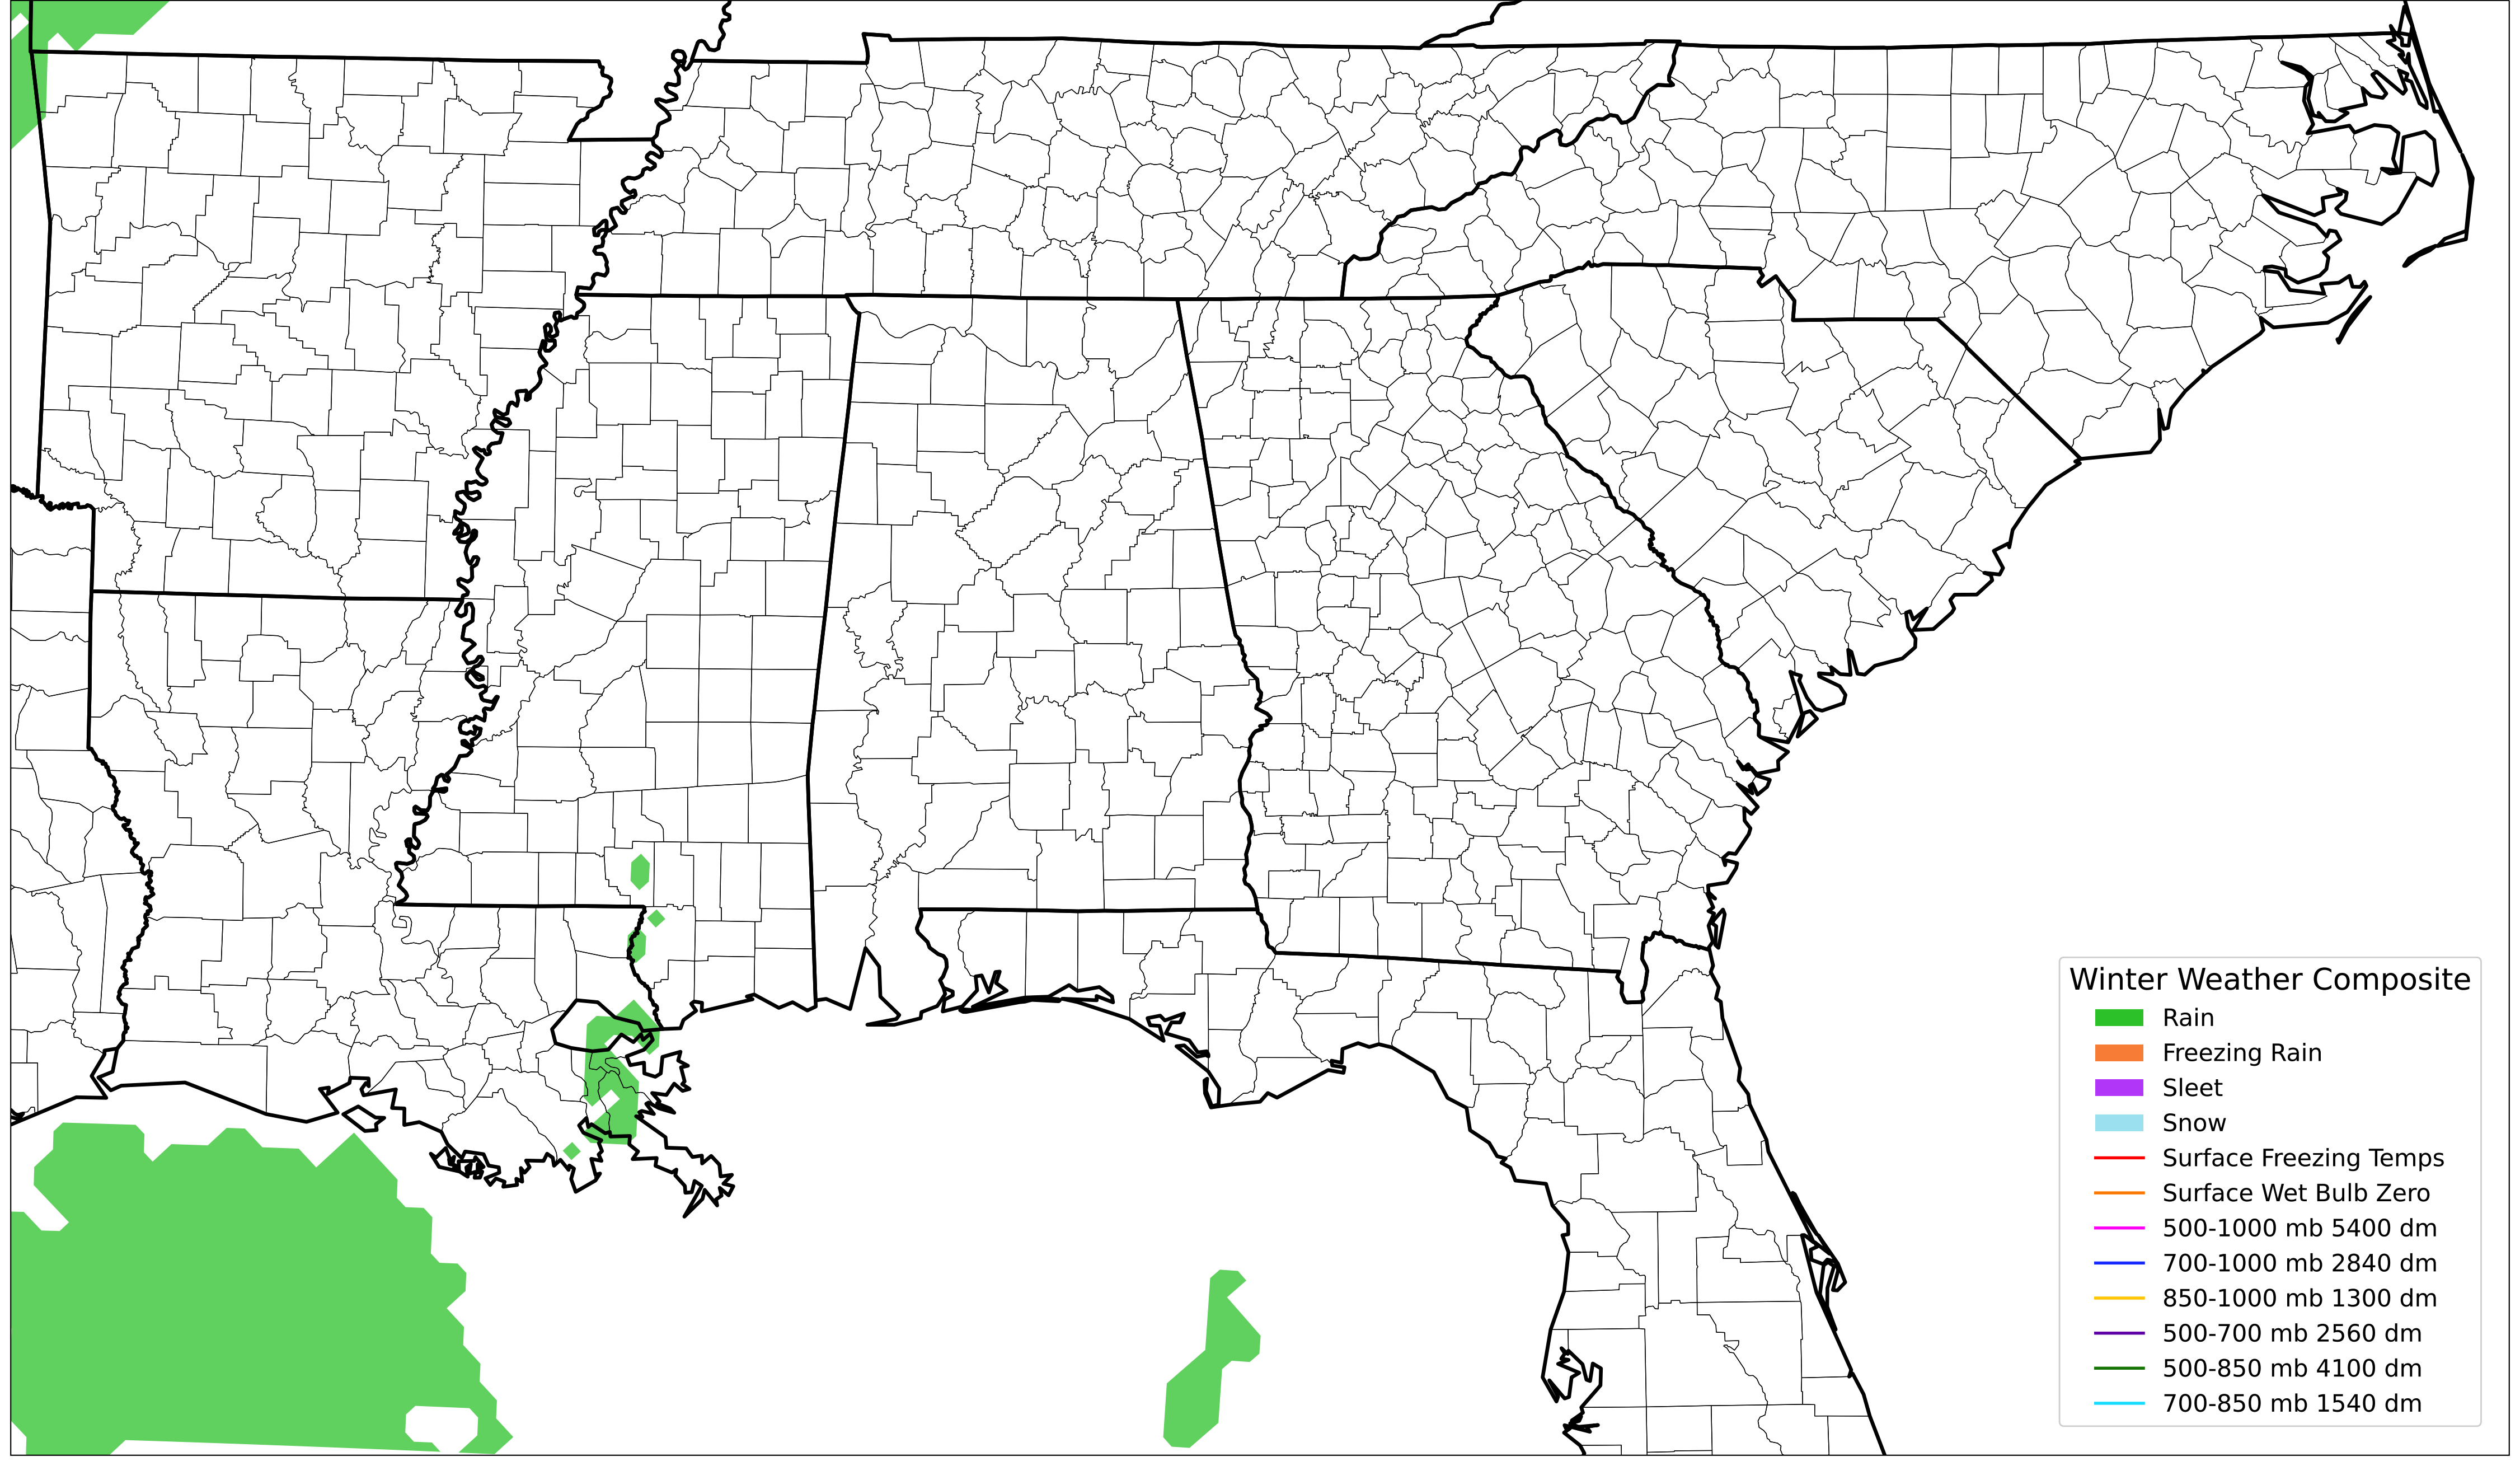 Winter Weather Composite
Rain
Freezing Rain
Sleet
Snow
Surface Freezing Temps
Surface Wet Bulb Zero
500-1000 mb 5400 dm
700-1000 mb 2840 dm
850-1000 mb 1300 dm
500-700 mb 2560 dm
500-850 mb 4100 dm
700-850 mb 1540 dm